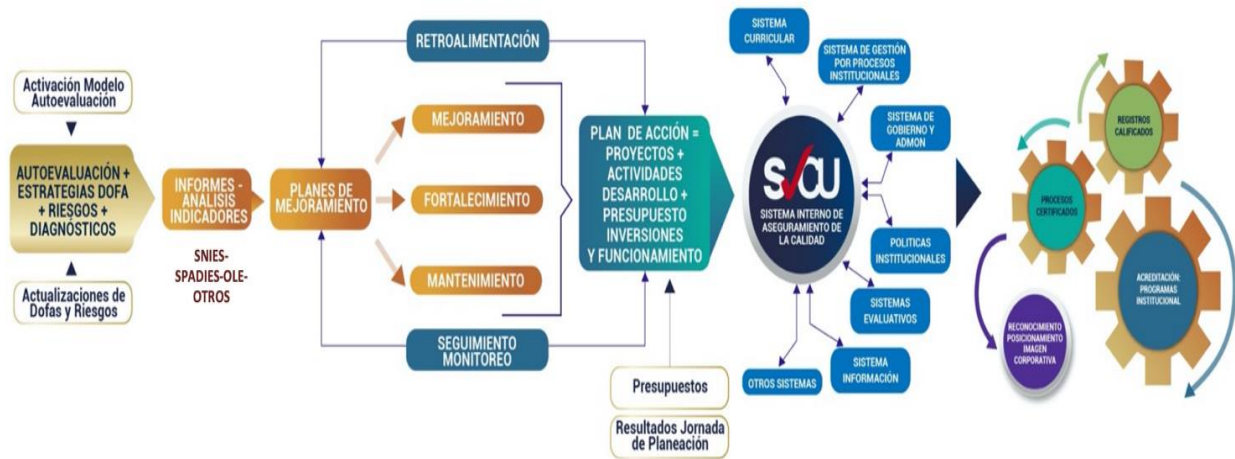 Activación Modelo
Autoevaluación
AUTOEVALUACIÓN +
ESTRATEGIAS DOFA
+ RIESGOS +
DIAGNÓSTICOS
Actualizaciones de
Dofas y Riesgos
INFORMES -
ANÁLISIS
INDICADORES
SNIES-
SPADIES-OLE-
OTROS
PLANES DE
MEJORAMIENTO
RETROALIMENTACIÓN
MEJORAMIENTO
FORTALECIMIENTO
MANTENIMIENTO
SEGUIMIENTO
MONITOREO
PLAN DE ACCIÓN =
PROYECTOS +
ACTIVIDADES
DESARROLLO +
PRESUPUESTO
INVERSIONES
Y FUNCIONAMIENTO
Presupuestos
Resultados Jornada
de Planeación
SISTEMA
CURRICULAR
SISTEMA DE GESTIÓN
POR PROCESOS
INSTITUCIONALES
SISTEMA DE
GOBIERNO Y
ADMON
SISTEMA INTERNO DE
ASEGURAMIENTO DE
LA CALIDAD
POLITICAS
INSTITUCIONALES
SISTEMAS
EVALUATIVOS
SISTEMA
INFORMACIÓN
OTROS SISTEMAS
REGISTROS
CALIFICADOS
PROCESOS
CERTIFICADOS
ACREDITACIÓN:
PROGRAMAS
INSTITUCIONAL
RECONOCIMIENTO
POSICIONAMIENTO
IMAGEN
CORPORATIVA